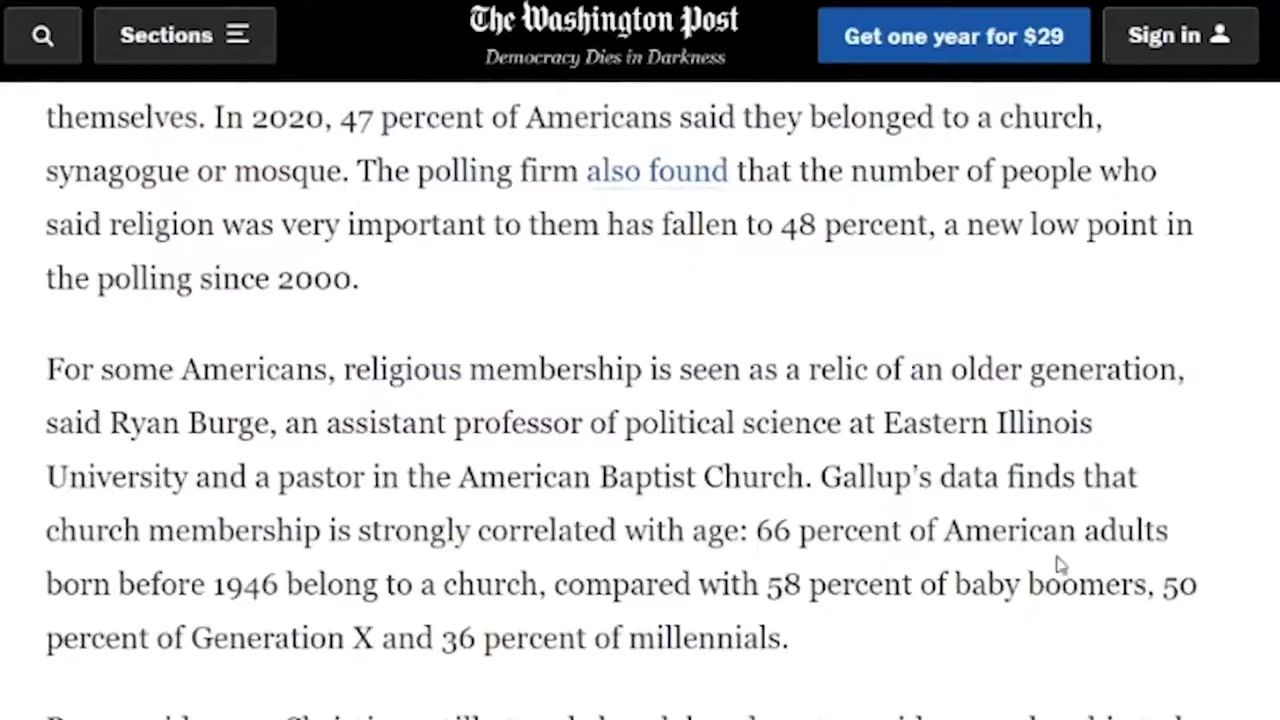 Sections
The Washington Post
Democracy Dies in Darkness
Get one year for $29
Sign in
themselves. In 2020, 47 percent of Americans said they belonged to a church,
synagogue or mosque. The polling firm also found that the number of people who
said religion was very important to them has fallen to 48 percent, a new low point in
the polling since 2000.
For some Americans, religious membership is seen as a relic of an older generation,
said Ryan Burge, an assistant professor of political science at Eastern Illinois
University and a pastor in the American Baptist Church. Gallup's data finds that
church membership is strongly correlated with age: 66 percent of American adults
born before 1946 belong to a church, compared with 58 percent of baby boomers, 50
percent of Generation X and 36 percent of millennials.